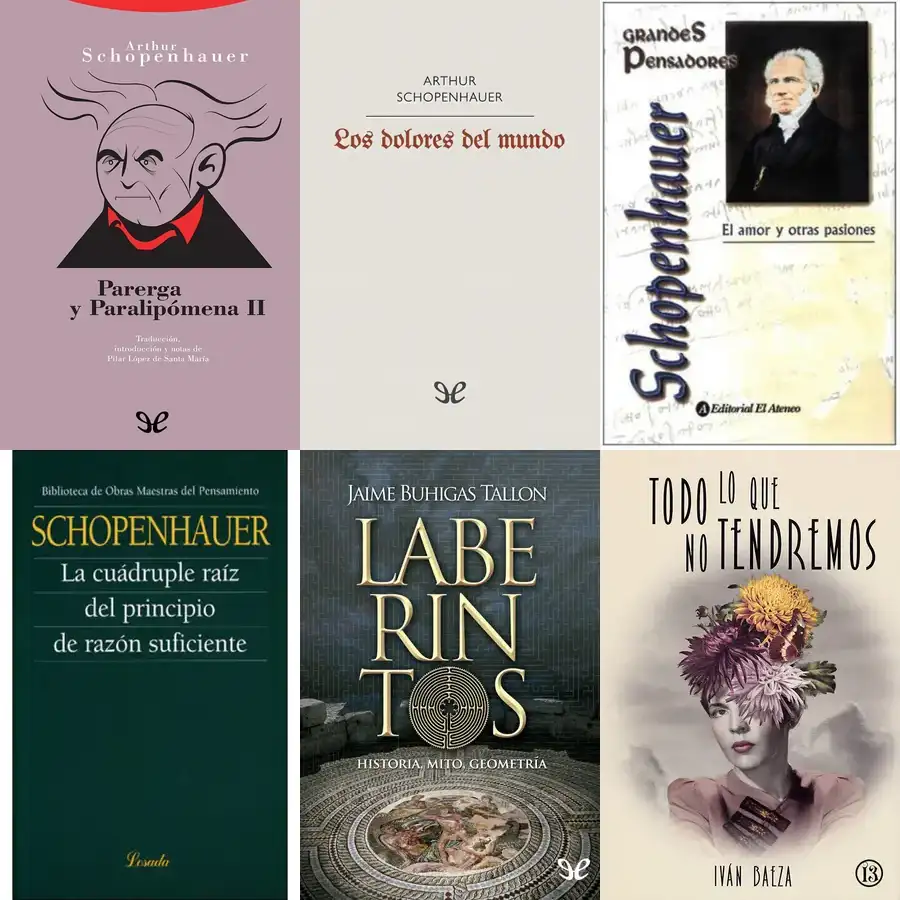 Arthur
Schopenhauer
Parerga
y Paralipómena II
Traducción,
introducción y notas de
Pilar López de Santa María
ARTHUR
SCHOPENHAUER
Los dolores del mundo
GRANDES
PENSADORES
Schopenhauer
El amor y otras pasiones
A Editorial El Ateneo
Biblioteca de Obras Maestras del Pensamiento
SCHOPENHAUER
La cuádruple raíz
del principio
de razón suficiente
Losada
JAIME BUHIGAS TALLON
LABE
RIN
TOS
HISTORIA, MITO, GEOMETRÍA
TODO LO QUE
NO TENDREMOS
IVÁN BAEZA
13